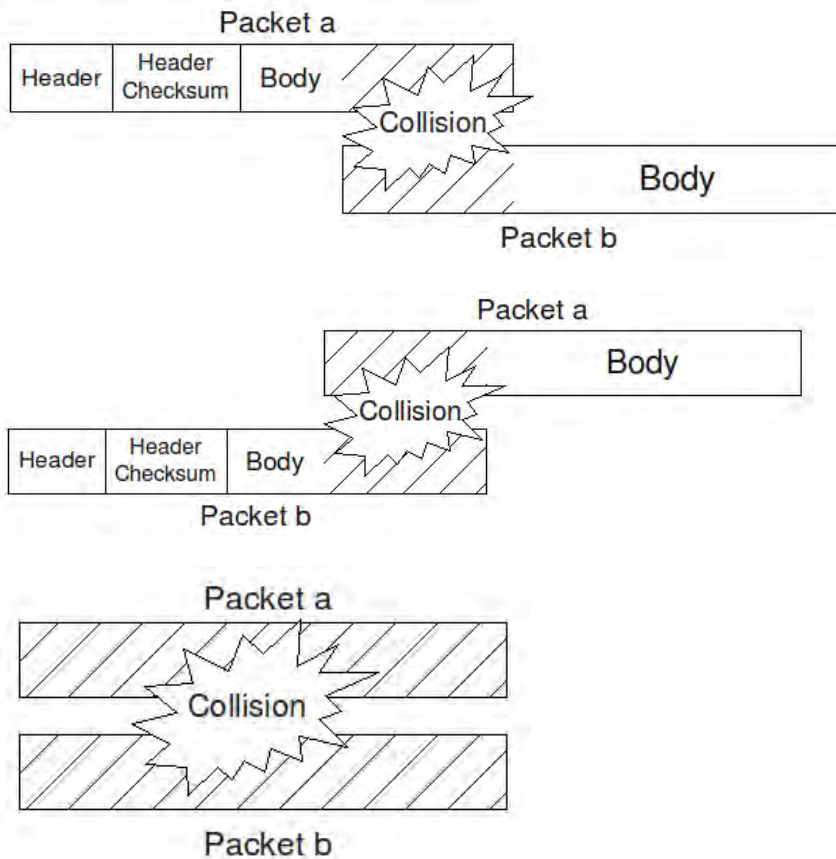 Packet a
Header
Header
Checksum
Body
Collision
Body
Packet b
Packet a
Body
Collision
Header
Header
Checksum
Body
Packet b
Packet a
Collision
Packet b